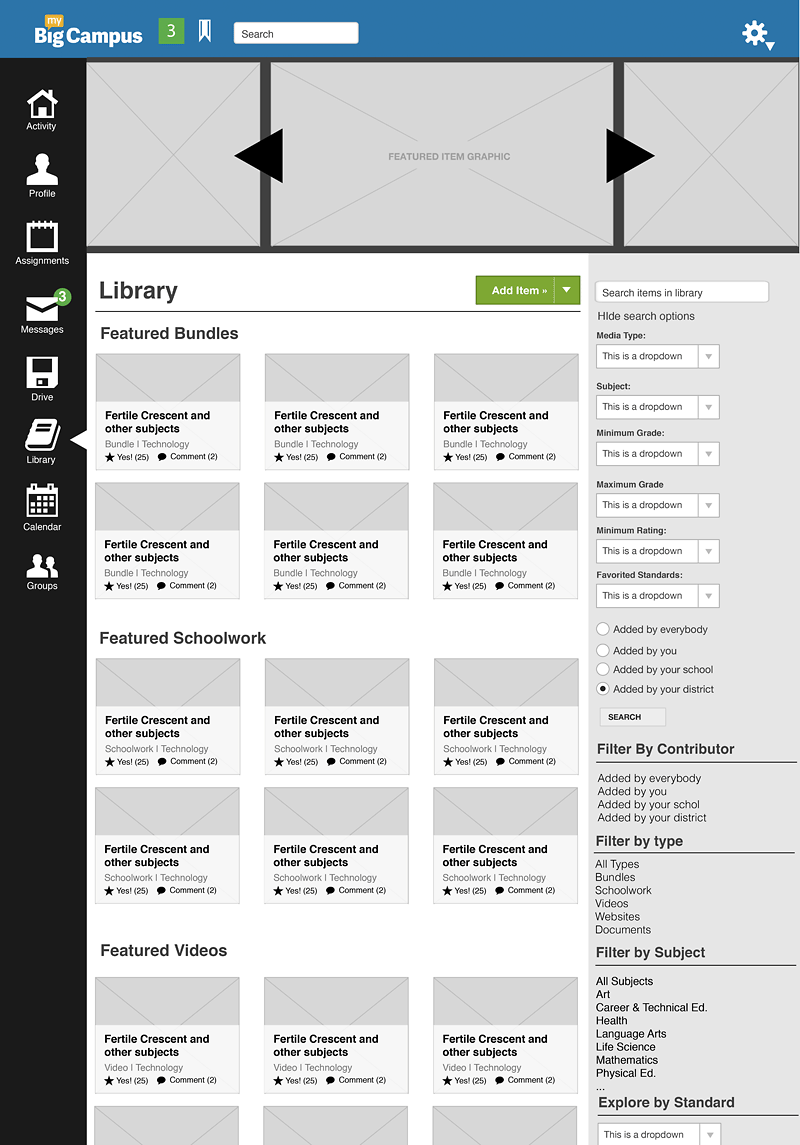 my
Big Campus
3
Search
Activity
Profile
Assignments
3
Messages
Drive
Library
Calendar
Groups
FEATURED ITEM GRAPHIC
Library
Add Item »
Featured Bundles
Fertile Crescent and
other subjects
Bundle | Technology
Yes! (25) Comment (2)
Fertile Crescent and
other subjects
Bundle | Technology
Yes! (25) Comment (2)
Fertile Crescent and
other subjects
Bundle | Technology
Yes! (25) Comment (2)
Fertile Crescent and
other subjects
Bundle | Technology
Yes! (25) Comment (2)
Fertile Crescent and
other subjects
Bundle | Technology
Yes! (25) Comment (2)
Fertile Crescent and
other subjects
Bundle | Technology
Yes! (25) Comment (2)
Featured Schoolwork
Fertile Crescent and
other subjects
Schoolwork | Technology
Yes! (25) Comment (2)
Fertile Crescent and
other subjects
Schoolwork | Technology
Yes! (25) Comment (2)
Fertile Crescent and
other subjects
Schoolwork | Technology
Yes! (25) Comment (2)
Fertile Crescent and
other subjects
Schoolwork | Technology
Yes! (25) Comment (2)
Fertile Crescent and
other subjects
Schoolwork | Technology
Yes! (25) Comment (2)
Fertile Crescent and
other subjects
Schoolwork | Technology
Yes! (25) Comment (2)
Featured Videos
Fertile Crescent and
other subjects
Video | Technology
Yes! (25) Comment (2)
Fertile Crescent and
other subjects
Video | Technology
Yes! (25) Comment (2)
Fertile Crescent and
other subjects
Video | Technology
Yes! (25) Comment (2)
Search items in library
HIde search options
Media Type:
This is a dropdown
Subject:
This is a dropdown
Minimum Grade:
This is a dropdown
Maximum Grade
This is a dropdown
Minimum Rating:
This is a dropdown
Favorited Standards:
This is a dropdown
Added by everybody
Added by you
Added by your school
Added by your district
SEARCH
Filter By Contributor
Added by everybody
Added by you
Added by your schol
Added by your district
Filter by type
All Types
Bundles
Schoolwork
Videos
Websites
Documents
Filter by Subject
All Subjects
Art
Career & Technical Ed.
Health
Language Arts
Life Science
Mathematics
Physical Ed.
...
Explore by Standard
This is a dropdown